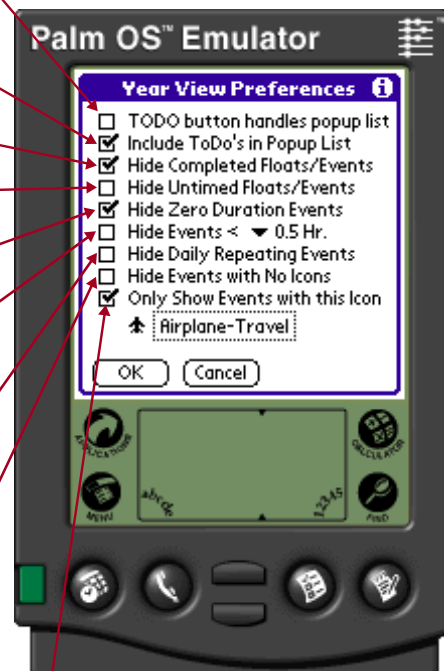 Palm OS™ Emulator
Year View Preferences i
TODO button handles popup list
Include ToDo's in Popup List
Hide Completed Floats/Events
Hide Untimed Floats/Events
Hide Zero Duration Events
Hide Events < ▼ 0.5 Hr.
Hide Daily Repeating Events
Hide Events with No Icons
Only Show Events with this Icon
Airplane-Travel
OK Cancel
APPLICATIONS
CALCULATOR
MENU
abcde
12345
FIND